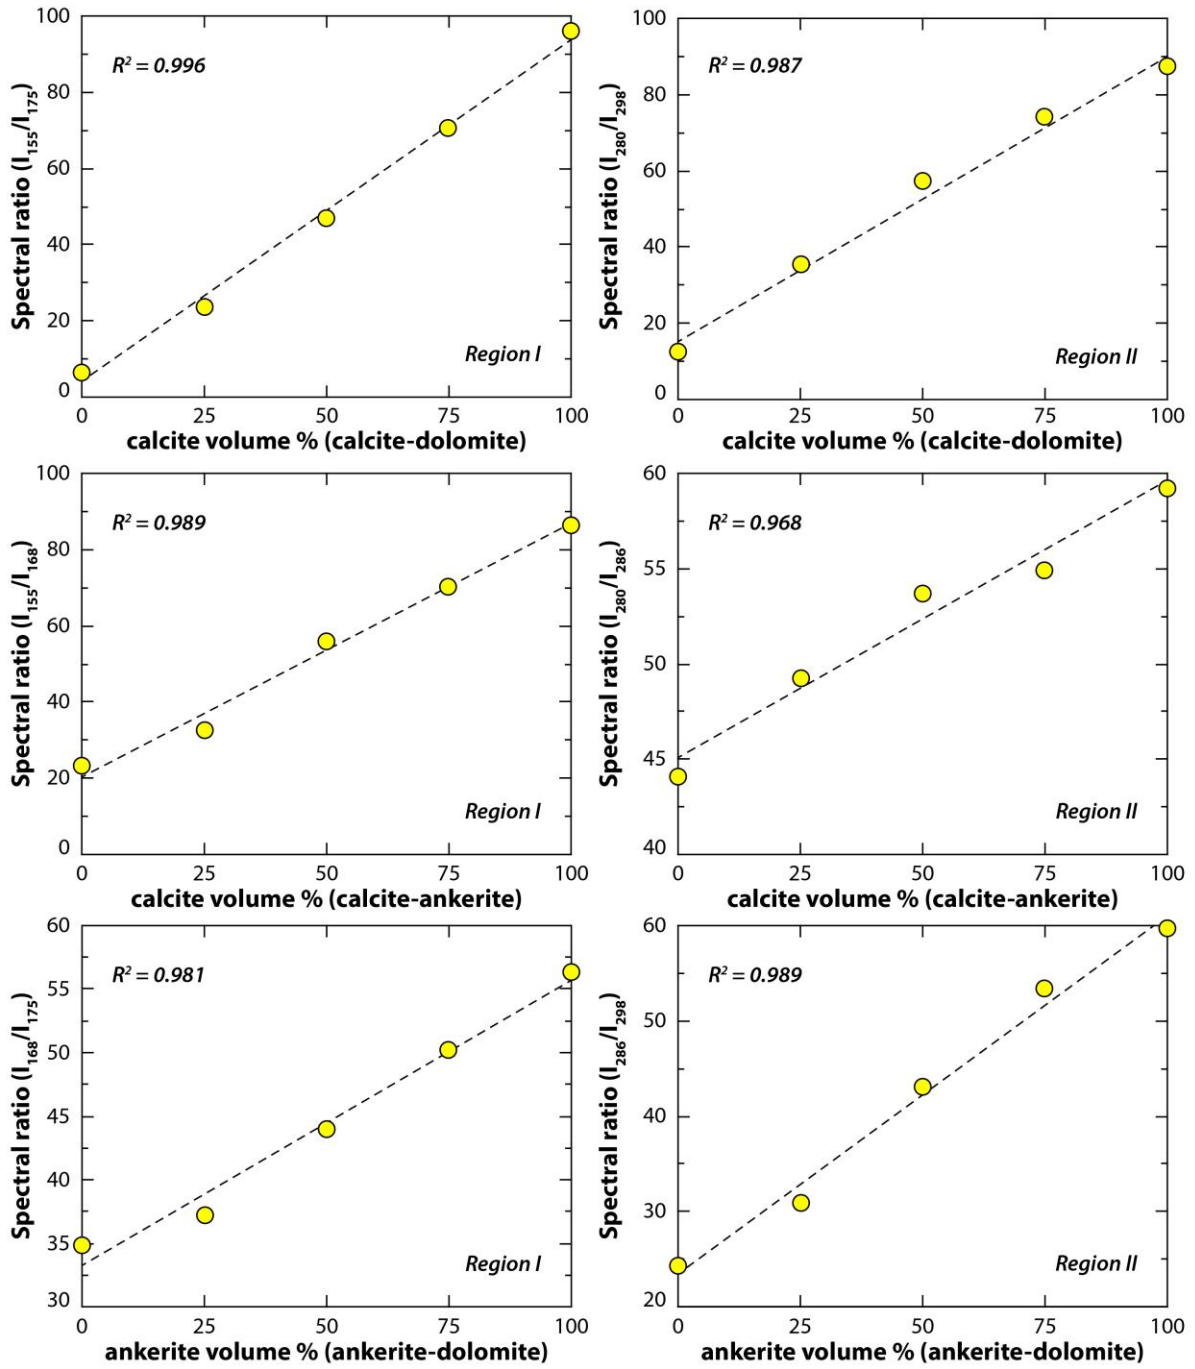 Spectral ratio (I155/I175)
100
80
60
40
20
0
R² = 0.996
Region I
0 25 50 75 100
calcite volume % (calcite-dolomite)
Spectral ratio (I280/I298)
100
80
60
40
20
0
R² = 0.987
Region II
0 25 50 75 100
calcite volume % (calcite-dolomite)
Spectral ratio (I155/I168)
100
80
60
40
20
0
R² = 0.989
Region I
0 25 50 75 100
calcite volume % (calcite-ankerite)
Spectral ratio (I280/I286)
60
55
50
45
40
R² = 0.968
Region II
0 25 50 75 100
calcite volume % (calcite-ankerite)
Spectral ratio (I168/I175)
60
55
50
45
40
35
30
R² = 0.981
Region I
0 25 50 75 100
ankerite volume % (ankerite-dolomite)
Spectral ratio (I286/I298)
60
50
40
30
20
R² = 0.989
Region II
0 25 50 75 100
ankerite volume % (ankerite-dolomite)